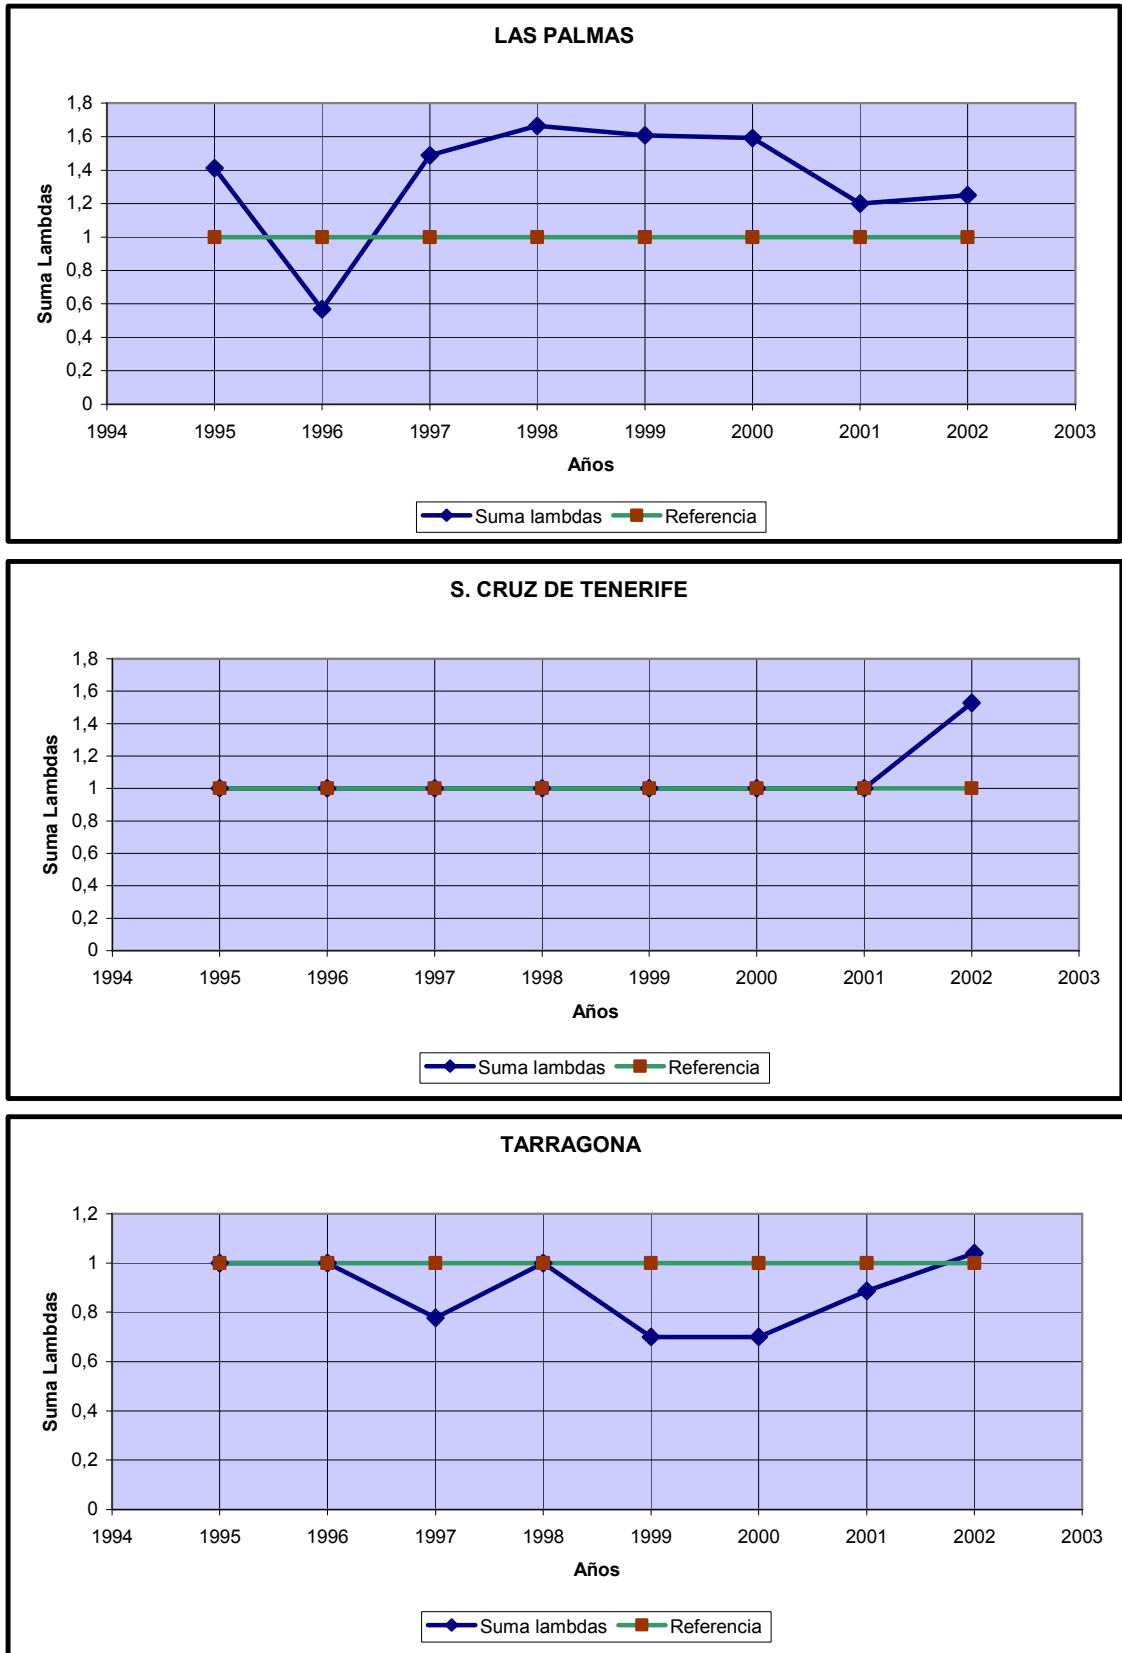 LAS PALMAS
Suma Lambdas
1,8
1,6
1,4
1,2
1
0,8
0,6
0,4
0,2
0
1994 1995 1996 1997 1998 1999 2000 2001 2002 2003
Años
Suma lambdas Referencia
S. CRUZ DE TENERIFE
Suma Lambdas
1,8
1,6
1,4
1,2
1
0,8
0,6
0,4
0,2
0
1994 1995 1996 1997 1998 1999 2000 2001 2002 2003
Años
Suma lambdas Referencia
TARRAGONA
Suma Lambdas
1,2
1
0,8
0,6
0,4
0,2
0
1994 1995 1996 1997 1998 1999 2000 2001 2002 2003
Años
Suma lambdas Referencia